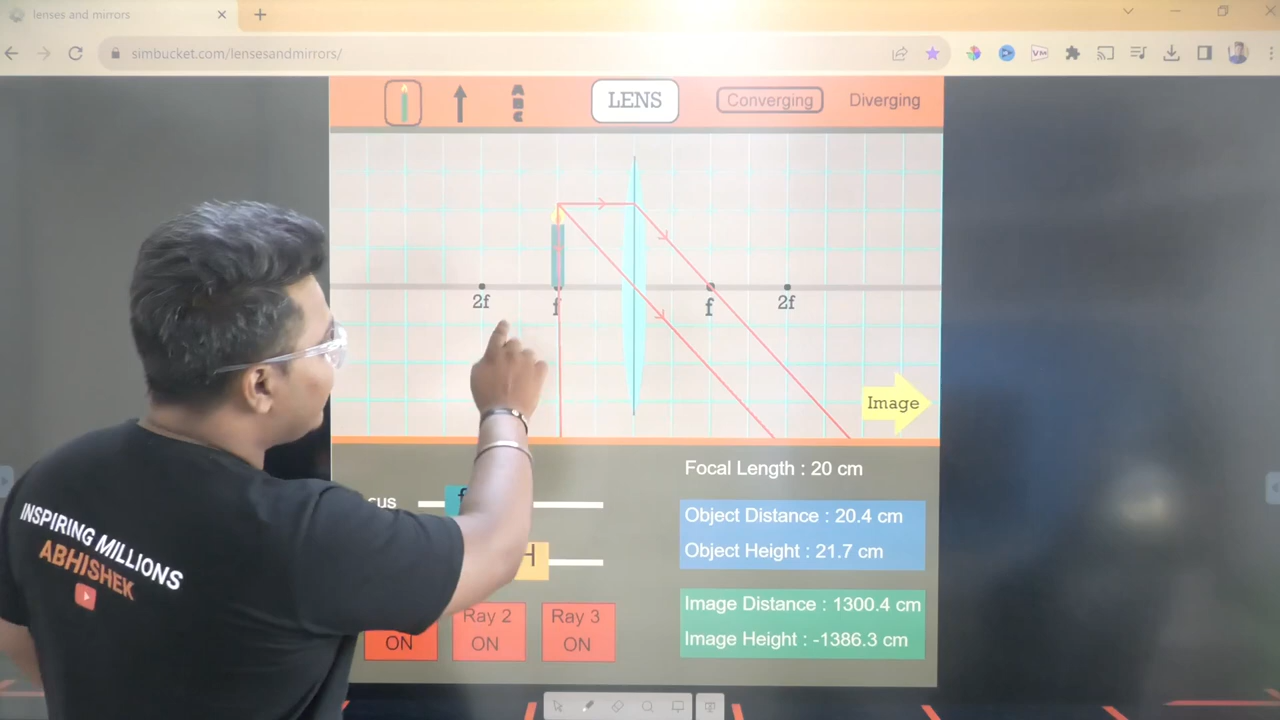 lenses and mirrors
simbucket.com/lensesandmirrors/
VM
A
B
C
LENS
Converging
Diverging
2f
f
f
2f
Image
Focal Length : 20 cm
f
Object Distance : 20.4 cm
Object Height : 21.7 cm
H
Image Distance : 1300.4 cm
Image Height : -1386.3 cm
ON
Ray 2
ON
Ray 3
ON
INSPIRING MILLIONS
ABHISHEK